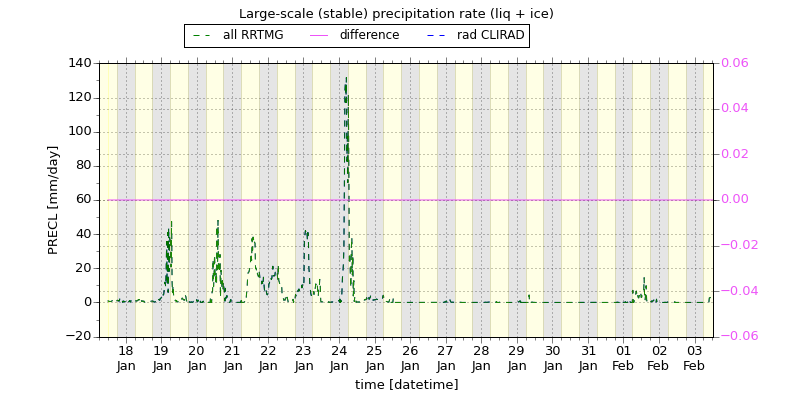 Large-scale (stable) precipitation rate (liq + ice)
all RRTMG difference rad CLIRAD
140 0.06
120 0.04
100
80 0.02
60 0.00
40
20 −0.02
0 −0.04
−20 −0.06
PRECL [mm/day]
18 19 20 21 22 23 24 25 26 27 28 29 30 31 01 02 03
Jan Jan Jan Jan Jan Jan Jan Jan Jan Jan Jan Jan Jan Jan Feb Feb Feb
time [datetime]